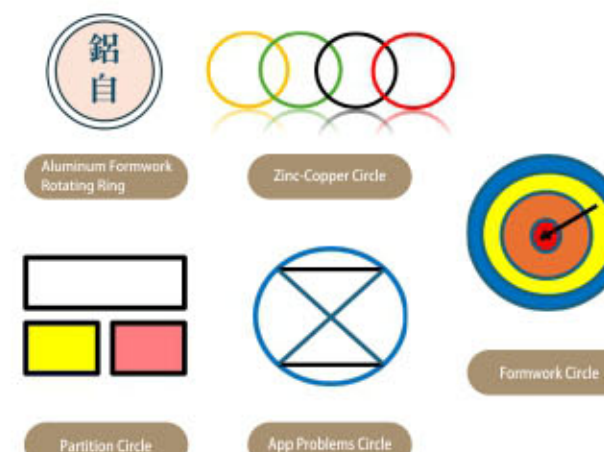 鋁
自
Aluminum Formwork
Rotating Ring
Zinc-Copper Circle
Formwork Circle
Partition Circle
App Problems Circle